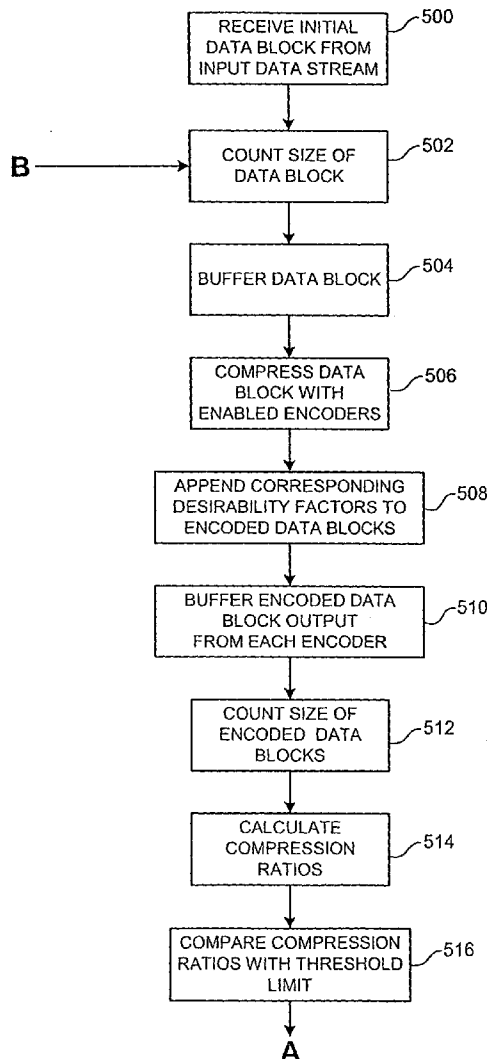 RECEIVE INITIAL
DATA BLOCK FROM
INPUT DATA STREAM
500
B
COUNT SIZE OF
DATA BLOCK
502
BUFFER DATA BLOCK
504
COMPRESS DATA
BLOCK WITH
ENABLED ENCODERS
506
APPEND CORRESPONDING
DESIRABILITY FACTORS TO
ENCODED DATA BLOCKS
508
BUFFER ENCODED DATA
BLOCK OUTPUT
FROM EACH ENCODER
510
COUNT SIZE OF
ENCODED DATA
BLOCKS
512
CALCULATE
COMPRESSION
RATIOS
514
COMPARE COMPRESSION
RATIOS WITH THRESHOLD
LIMIT
516
A